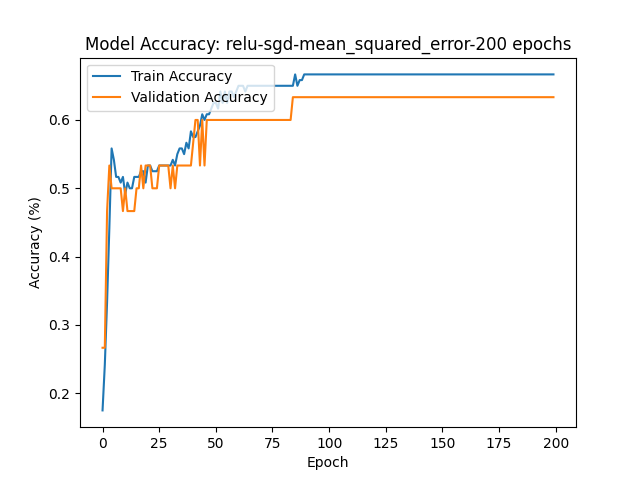 Model Accuracy: relu-sgd-mean_squared_error-200 epochs
Train Accuracy
Validation Accuracy
0.6
0.5
0.4
0.3
0.2
Accuracy (%)
0 25 50 75 100 125 150 175 200
Epoch